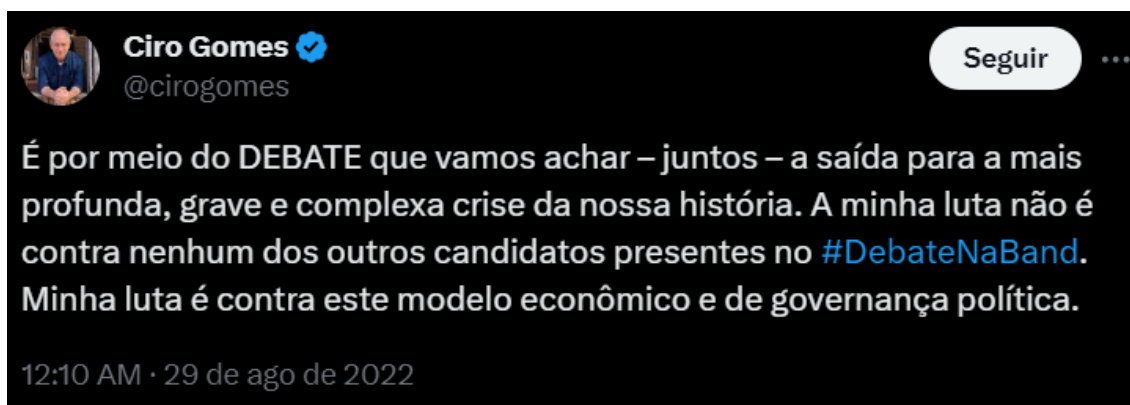 Ciro Gomes
@cirogomes
Seguir
É por meio do DEBATE que vamos achar – juntos – a saída para a mais
profunda, grave e complexa crise da nossa história. A minha luta não é
contra nenhum dos outros candidatos presentes no #DebateNaBand.
Minha luta é contra este modelo econômico e de governança política.
12:10 AM · 29 de ago de 2022